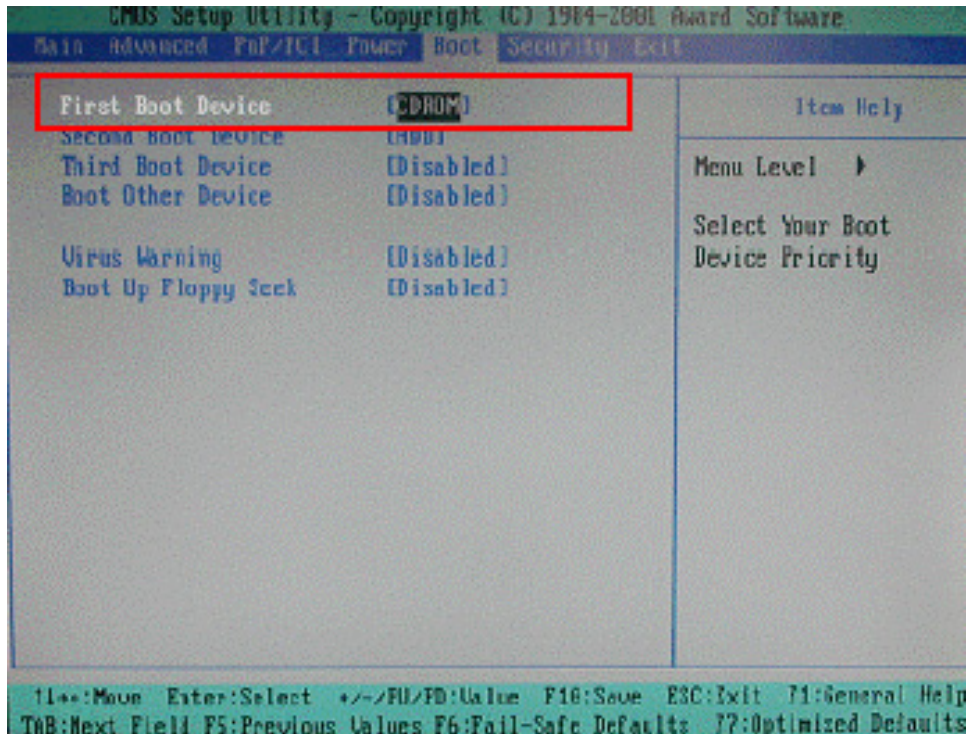 CMOS Setup Utility - Copyright (C) 1984-2001 Award Software
Main Advanced PnP/PCI Power Boot Security Exit
First Boot Device [CDROM]
Second Boot Device [HDD]
Third Boot Device [Disabled]
Boot Other Device [Disabled]
Virus Warning [Disabled]
Boot Up Floppy Seek [Disabled]
Item Help
Menu Level
Select Your Boot
Device Priority
:Move Enter:Select +/-/PU/PD:Value F10:Save ESC:Exit F1:General Help
TAB:Next Field F5:Previous Values F6:Fail-Safe Defaults F7:Optimized Defaults